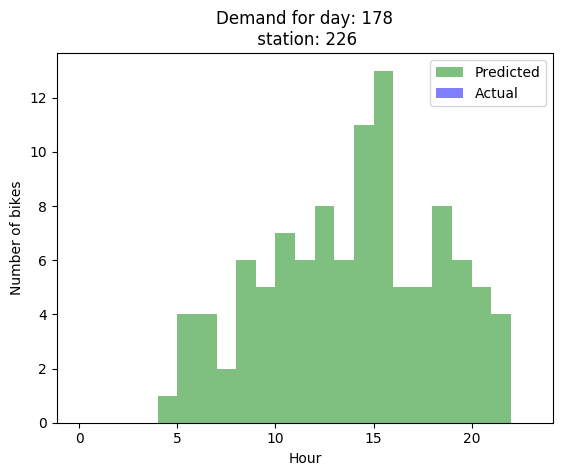 Demand for day: 178
station: 226
Predicted
Actual
Number of bikes
12
10
8
6
4
2
0
0
5
10
15
20
Hour